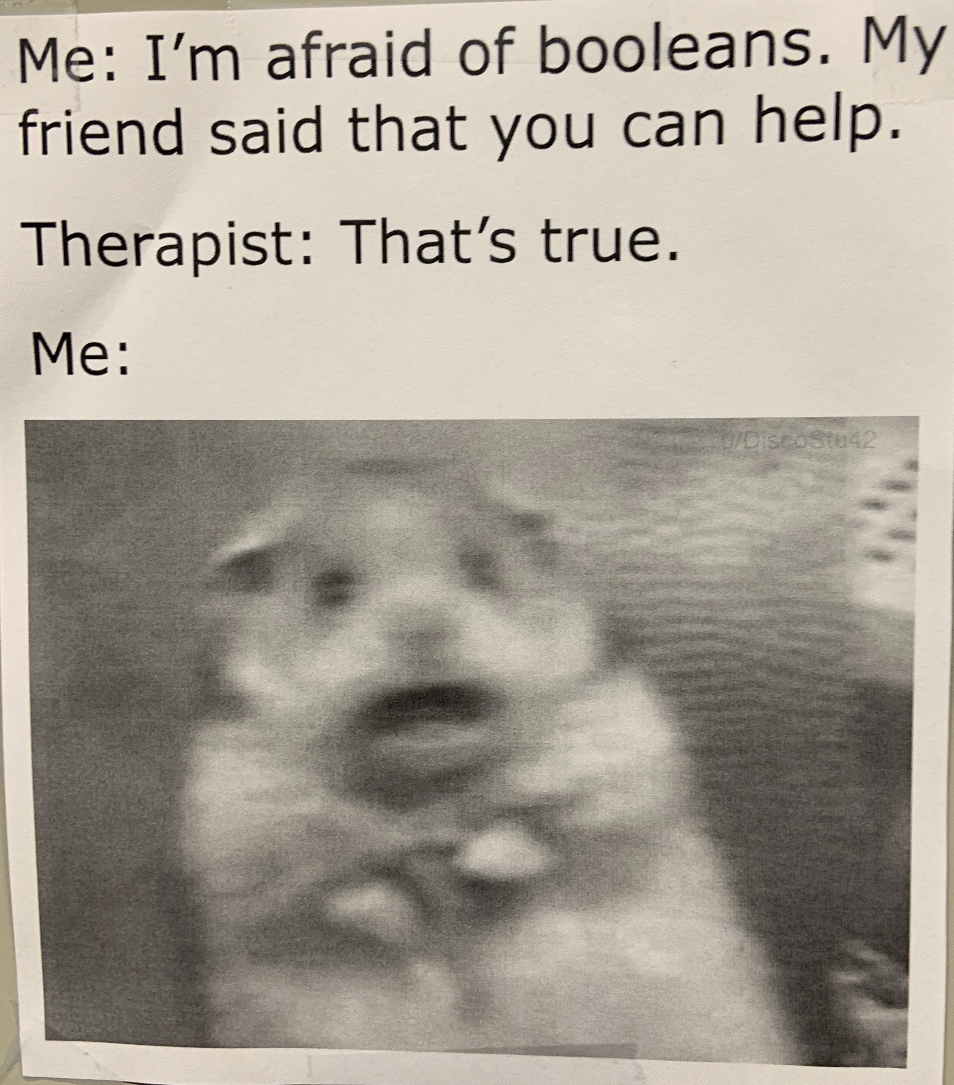 Me: I'm afraid of booleans. My
friend said that you can help.
Therapist: That's true.
Me:
u/DiscoStu42